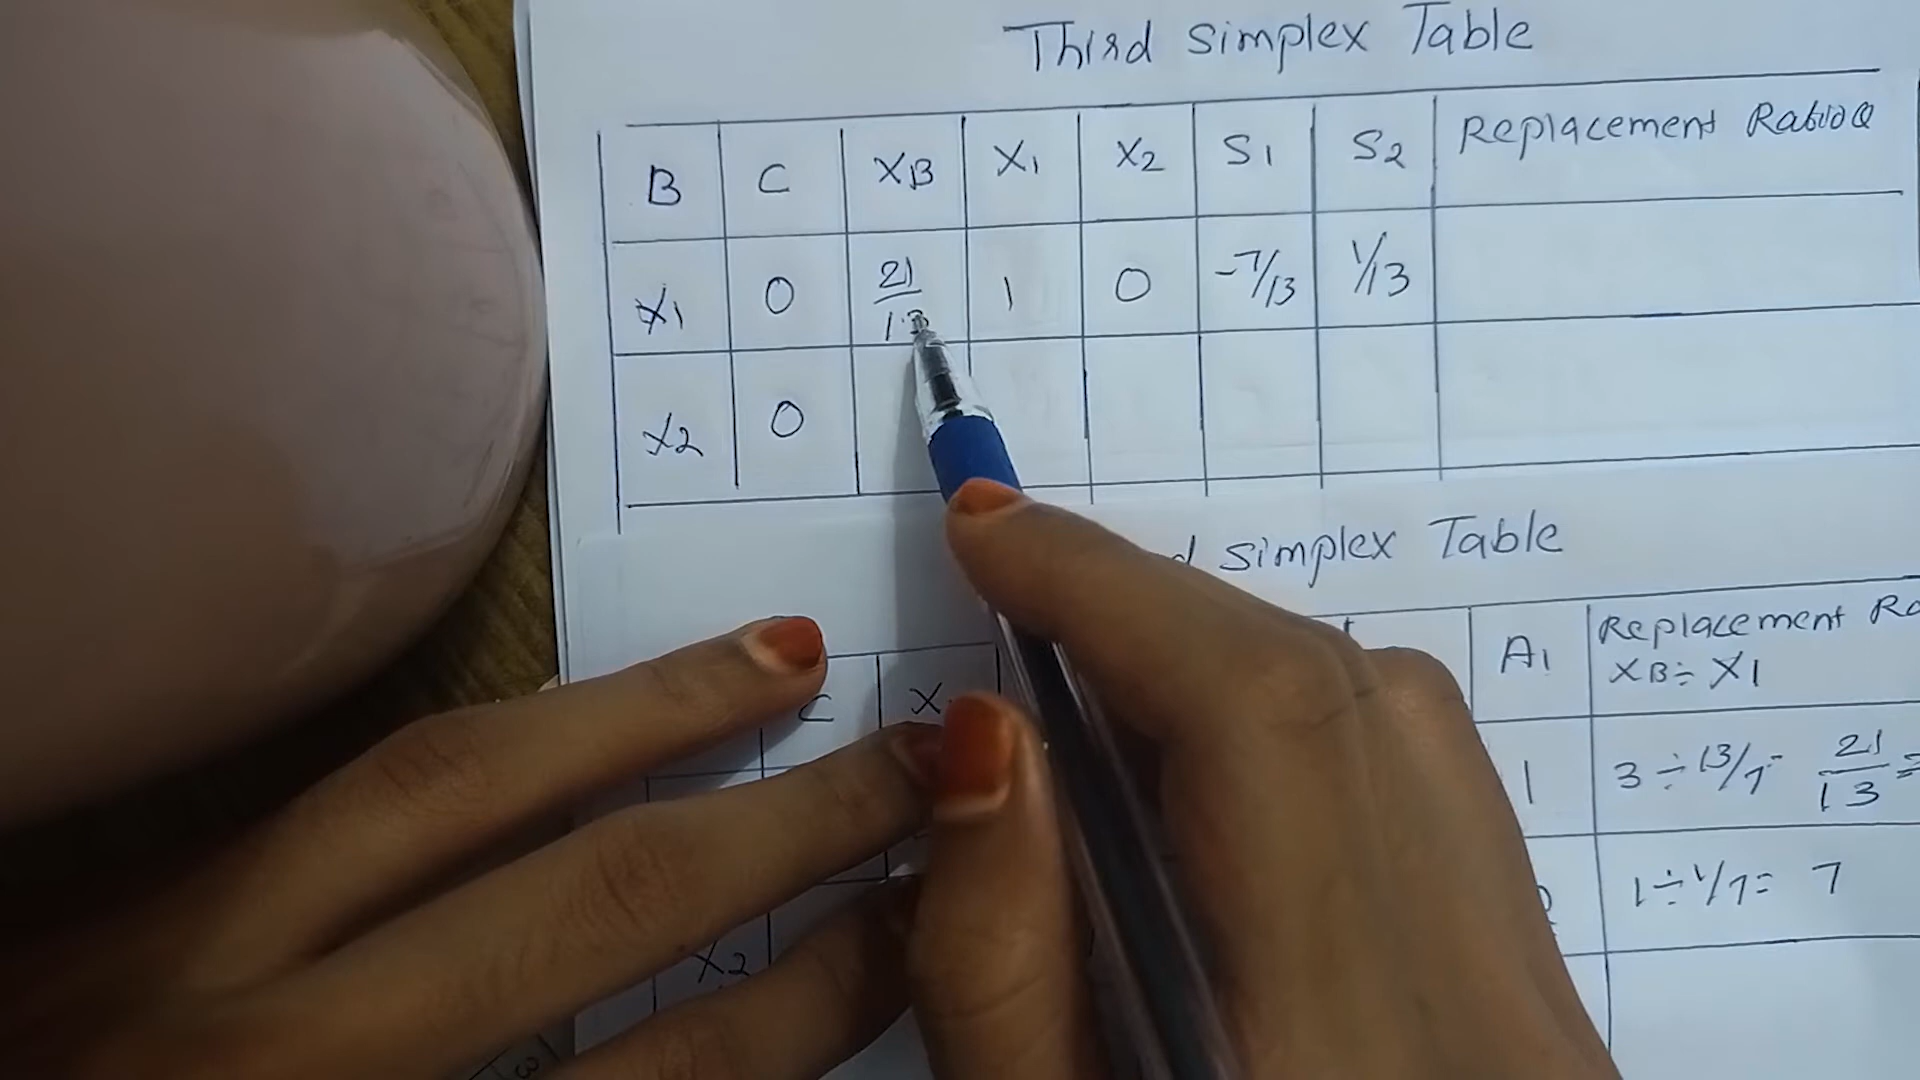 Third Simplex Table
B C XB X1 X2 S1 S2 Replacement Ratio Q
X1 0 21/13 1 0 -7/13 1/13
X2 0
Simplex Table
C X A1 Replacement
XB÷X1
1 3÷13/7= 21/13=
1÷1/7= 7
X2